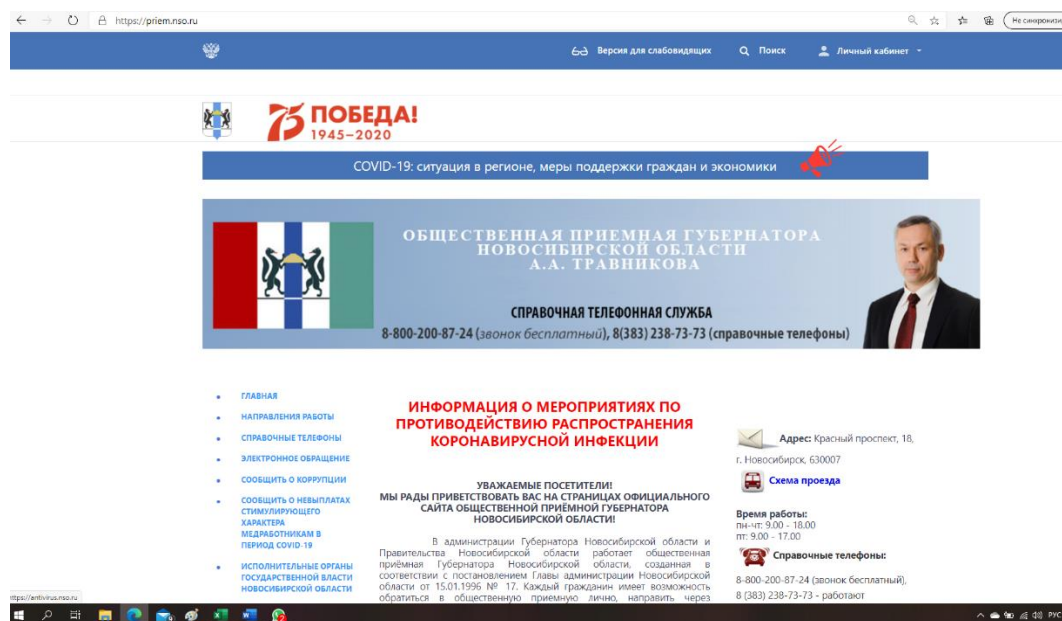 https://priem.nso.ru
Не синхронизи
Версия для слабовидящих
Поиск
Личный кабинет
75 ПОБЕДА!
1945–2020
COVID-19: ситуация в регионе, меры поддержки граждан и экономики
ОБЩЕСТВЕННАЯ ПРИЕМНАЯ ГУБЕРНАТОРА
НОВОСИБИРСКОЙ ОБЛАСТИ
А.А. ТРАВНИКОВА
СПРАВОЧНАЯ ТЕЛЕФОННАЯ СЛУЖБА
8-800-200-87-24 (звонок бесплатный), 8(383) 238-73-73 (справочные телефоны)
ГЛАВНАЯ
НАПРАВЛЕНИЯ РАБОТЫ
СПРАВОЧНЫЕ ТЕЛЕФОНЫ
ЭЛЕКТРОННОЕ ОБРАЩЕНИЕ
СООБЩИТЬ О КОРРУПЦИИ
СООБЩИТЬ О НЕВЫПЛАТАХ
СТИМУЛИРУЮЩЕГО
ХАРАКТЕРА
МЕДРАБОТНИКАМ В
ПЕРИОД COVID-19
ИСПОЛНИТЕЛЬНЫЕ ОРГАНЫ
ГОСУДАРСТВЕННОЙ ВЛАСТИ
НОВОСИБИРСКОЙ ОБЛАСТИ
ИНФОРМАЦИЯ О МЕРОПРИЯТИЯХ ПО
ПРОТИВОДЕЙСТВИЮ РАСПРОСТРАНЕНИЯ
КОРОНАВИРУСНОЙ ИНФЕКЦИИ
УВАЖАЕМЫЕ ПОСЕТИТЕЛИ!
МЫ РАДЫ ПРИВЕТСТВОВАТЬ ВАС НА СТРАНИЦАХ ОФИЦИАЛЬНОГО
САЙТА ОБЩЕСТВЕННОЙ ПРИЁМНОЙ ГУБЕРНАТОРА
НОВОСИБИРСКОЙ ОБЛАСТИ!
В администрации Губернатора Новосибирской области и
Правительства Новосибирской области работает общественная
приёмная Губернатора Новосибирской области, созданная в
соответствии с постановлением Главы администрации Новосибирской
области от 15.01.1996 № 17. Каждый гражданин имеет возможность
обратиться в общественную приемную лично, направить через
Адрес: Красный проспект, 18,
г. Новосибирск, 630007
Схема проезда
Время работы:
пн-чт: 9.00 - 18.00
пт: 9.00 - 17.00
Справочные телефоны:
8-800-200-87-24 (звонок бесплатный),
8 (383) 238-73-73 - работают
ttps://antivirus.nso.ru
РУС